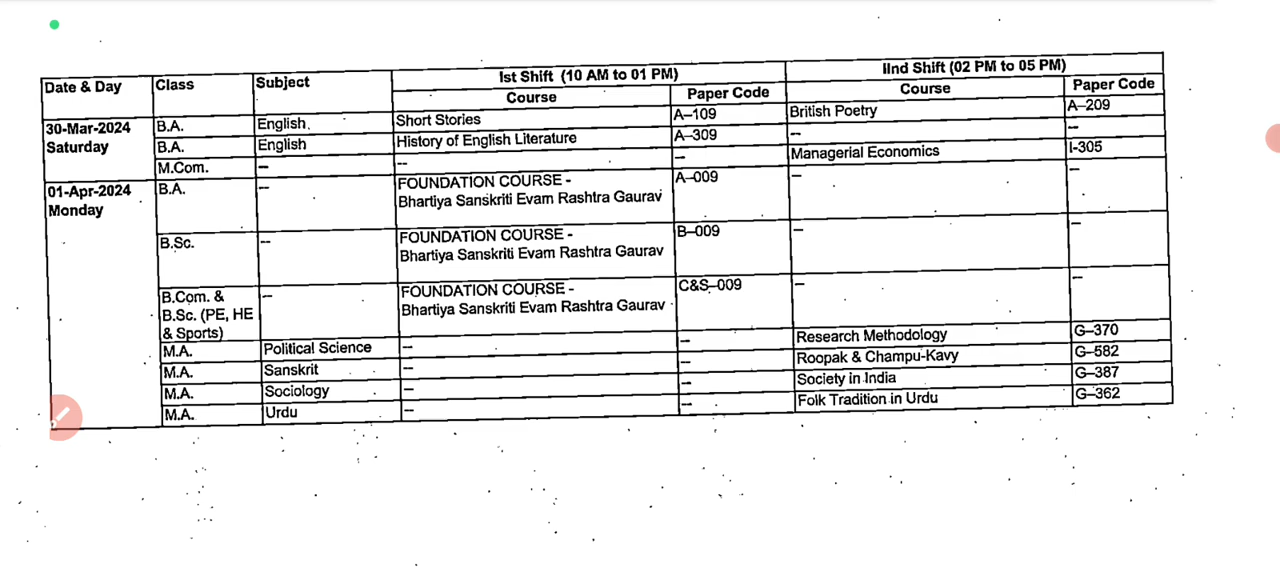 Date & Day Class Subject Ist Shift (10 AM to 01 PM) IInd Shift (02 PM to 05 PM)
Course Paper Code Course Paper Code
30-Mar-2024 B.A. English Short Stories A–109 British Poetry A–209
Saturday B.A. English History of English Literature A–309 -- --
M.Com. -- -- -- Managerial Economics I-305
01-Apr-2024 B.A. -- FOUNDATION COURSE - A–009 -- --
Monday Bhartiya Sanskriti Evam Rashtra Gaurav
B.Sc. -- FOUNDATION COURSE - B–009 -- --
Bhartiya Sanskriti Evam Rashtra Gaurav
B.Com. & -- FOUNDATION COURSE - C&S–009 -- --
B.Sc. (PE, HE Bhartiya Sanskriti Evam Rashtra Gaurav
& Sports)
M.A. Political Science -- -- Research Methodology G–370
M.A. Sanskrit -- -- Roopak & Champu-Kavy G–582
M.A. Sociology -- -- Society in India G–387
M.A. Urdu -- -- Folk Tradition in Urdu G–362